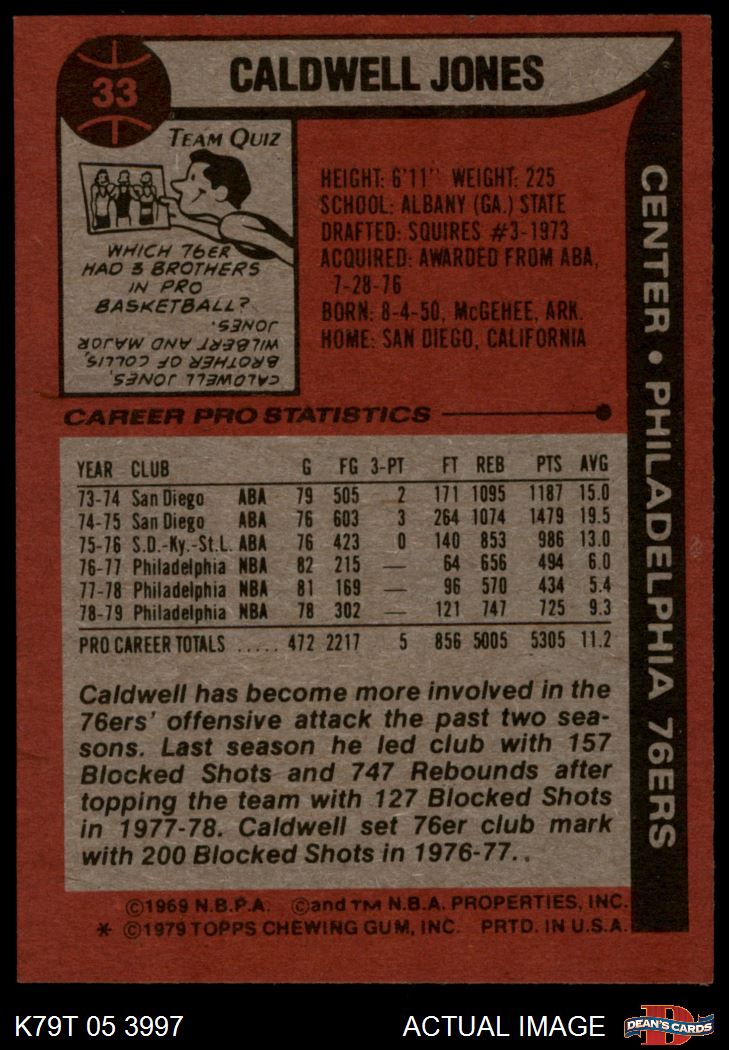 33
CALDWELL JONES
TEAM QUIZ
WHICH 76ER
HAD 3 BROTHERS
IN PRO
BASKETBALL?
CALDWELL JONES,
BROTHER OF COLLIS,
WILBERT AND MAJOR
JONES.
HEIGHT: 6'11" WEIGHT: 225
SCHOOL: ALBANY (GA.) STATE
DRAFTED: SQUIRES #3-1973
ACQUIRED: AWARDED FROM ABA,
7-28-76
BORN: 8-4-50, McGEHEE, ARK.
HOME: SAN DIEGO, CALIFORNIA
CENTER • PHILADELPHIA 76ERS
CAREER PRO STATISTICS
YEAR CLUB G FG 3-PT FT REB PTS AVG
73-74 San Diego ABA 79 505 2 171 1095 1187 15.0
74-75 San Diego ABA 76 603 3 264 1074 1479 19.5
75-76 S.D.-Ky.-St.L. ABA 76 423 0 140 853 986 13.0
76-77 Philadelphia NBA 82 215 — 64 656 494 6.0
77-78 Philadelphia NBA 81 169 — 96 570 434 5.4
78-79 Philadelphia NBA 78 302 — 121 747 725 9.3
PRO CAREER TOTALS ..... 472 2217 5 856 5005 5305 11.2
Caldwell has become more involved in the
76ers' offensive attack the past two sea-
sons. Last season he led club with 157
Blocked Shots and 747 Rebounds after
topping the team with 127 Blocked Shots
in 1977-78. Caldwell set 76er club mark
with 200 Blocked Shots in 1976-77..
©1969 N.B.P.A. ©and TM N.B.A. PROPERTIES, INC.
* ©1979 TOPPS CHEWING GUM, INC. PRTD. IN U.S.A.
K79T 05 3997
ACTUAL IMAGE
DEAN'S CARDS